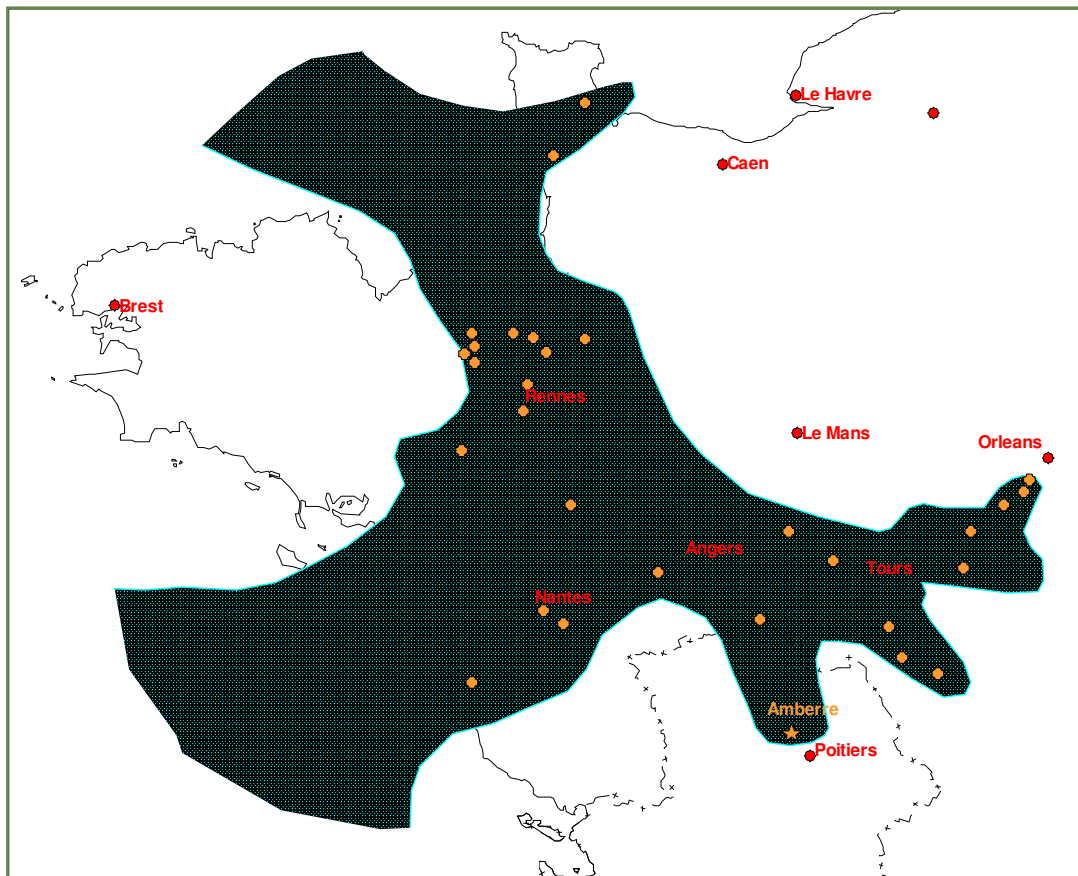 Le Havre
Caen
Brest
Rennes
Le Mans
Orleans
Angers
Tours
Nantes
Amberre
Poitiers